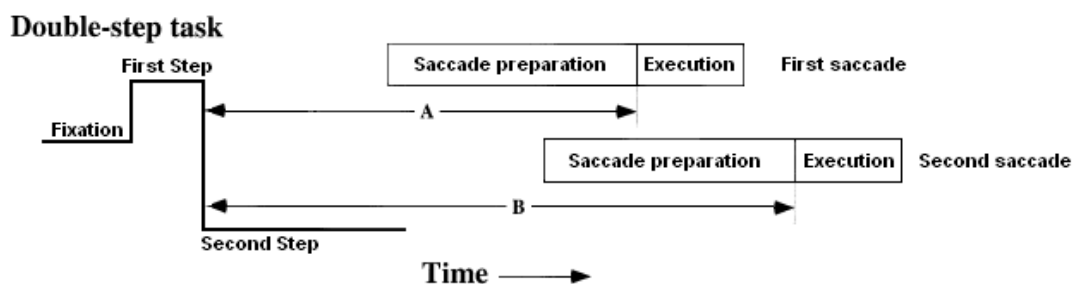 Double-step task
First Step
Saccade preparation Execution First saccade
A
Fixation
Saccade preparation Execution Second saccade
B
Second Step
Time